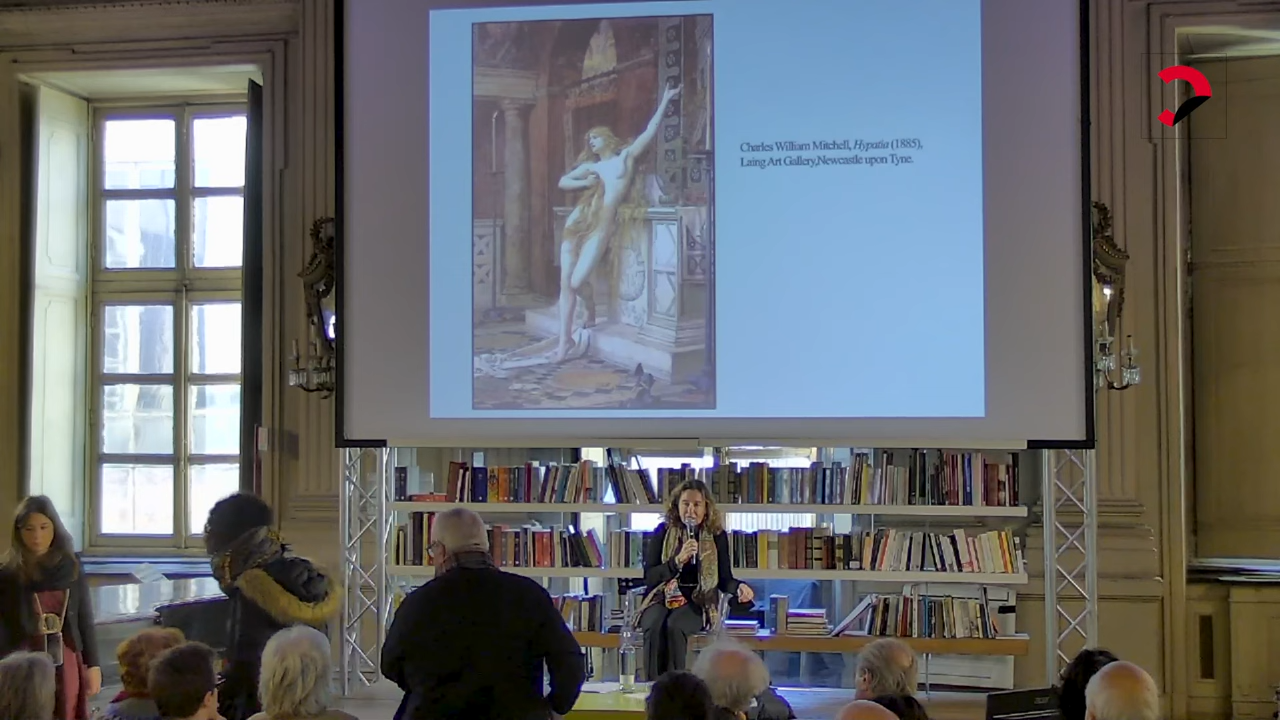 Charles William Mitchell, Hypatia (1885),
Laing Art Gallery,Newcastle upon Tyne.